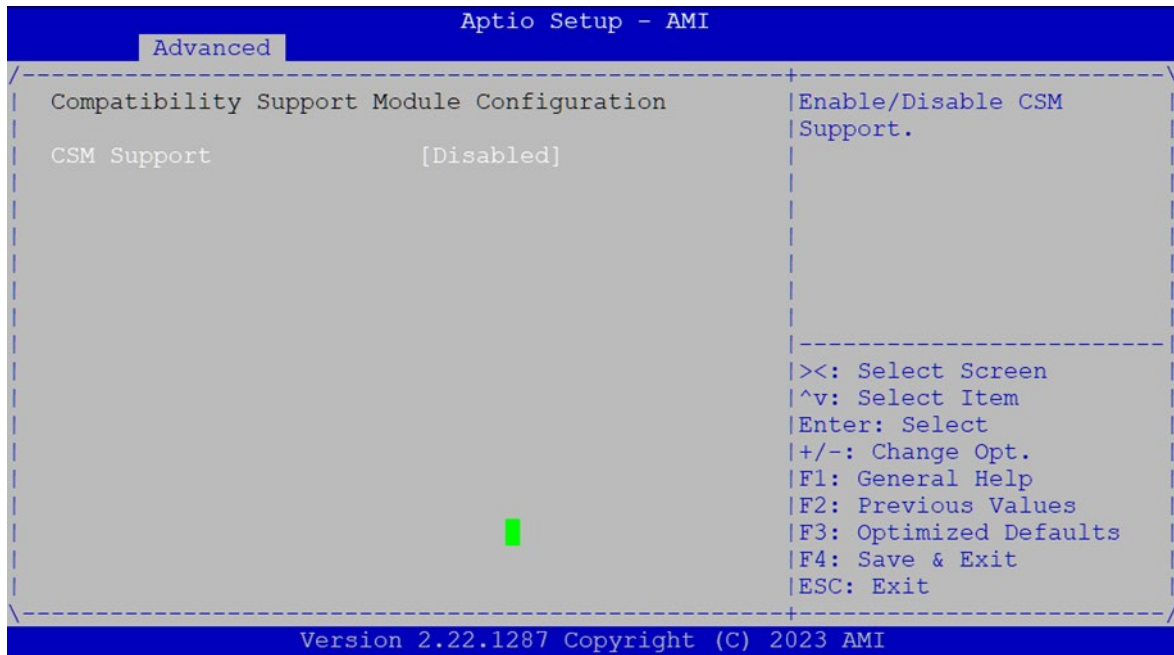 Aptio Setup - AMI
Advanced
Compatibility Support Module Configuration
CSM Support [Disabled]
Enable/Disable CSM
Support.
><: Select Screen
^v: Select Item
Enter: Select
+/-: Change Opt.
F1: General Help
F2: Previous Values
F3: Optimized Defaults
F4: Save & Exit
ESC: Exit
Version 2.22.1287 Copyright (C) 2023 AMI